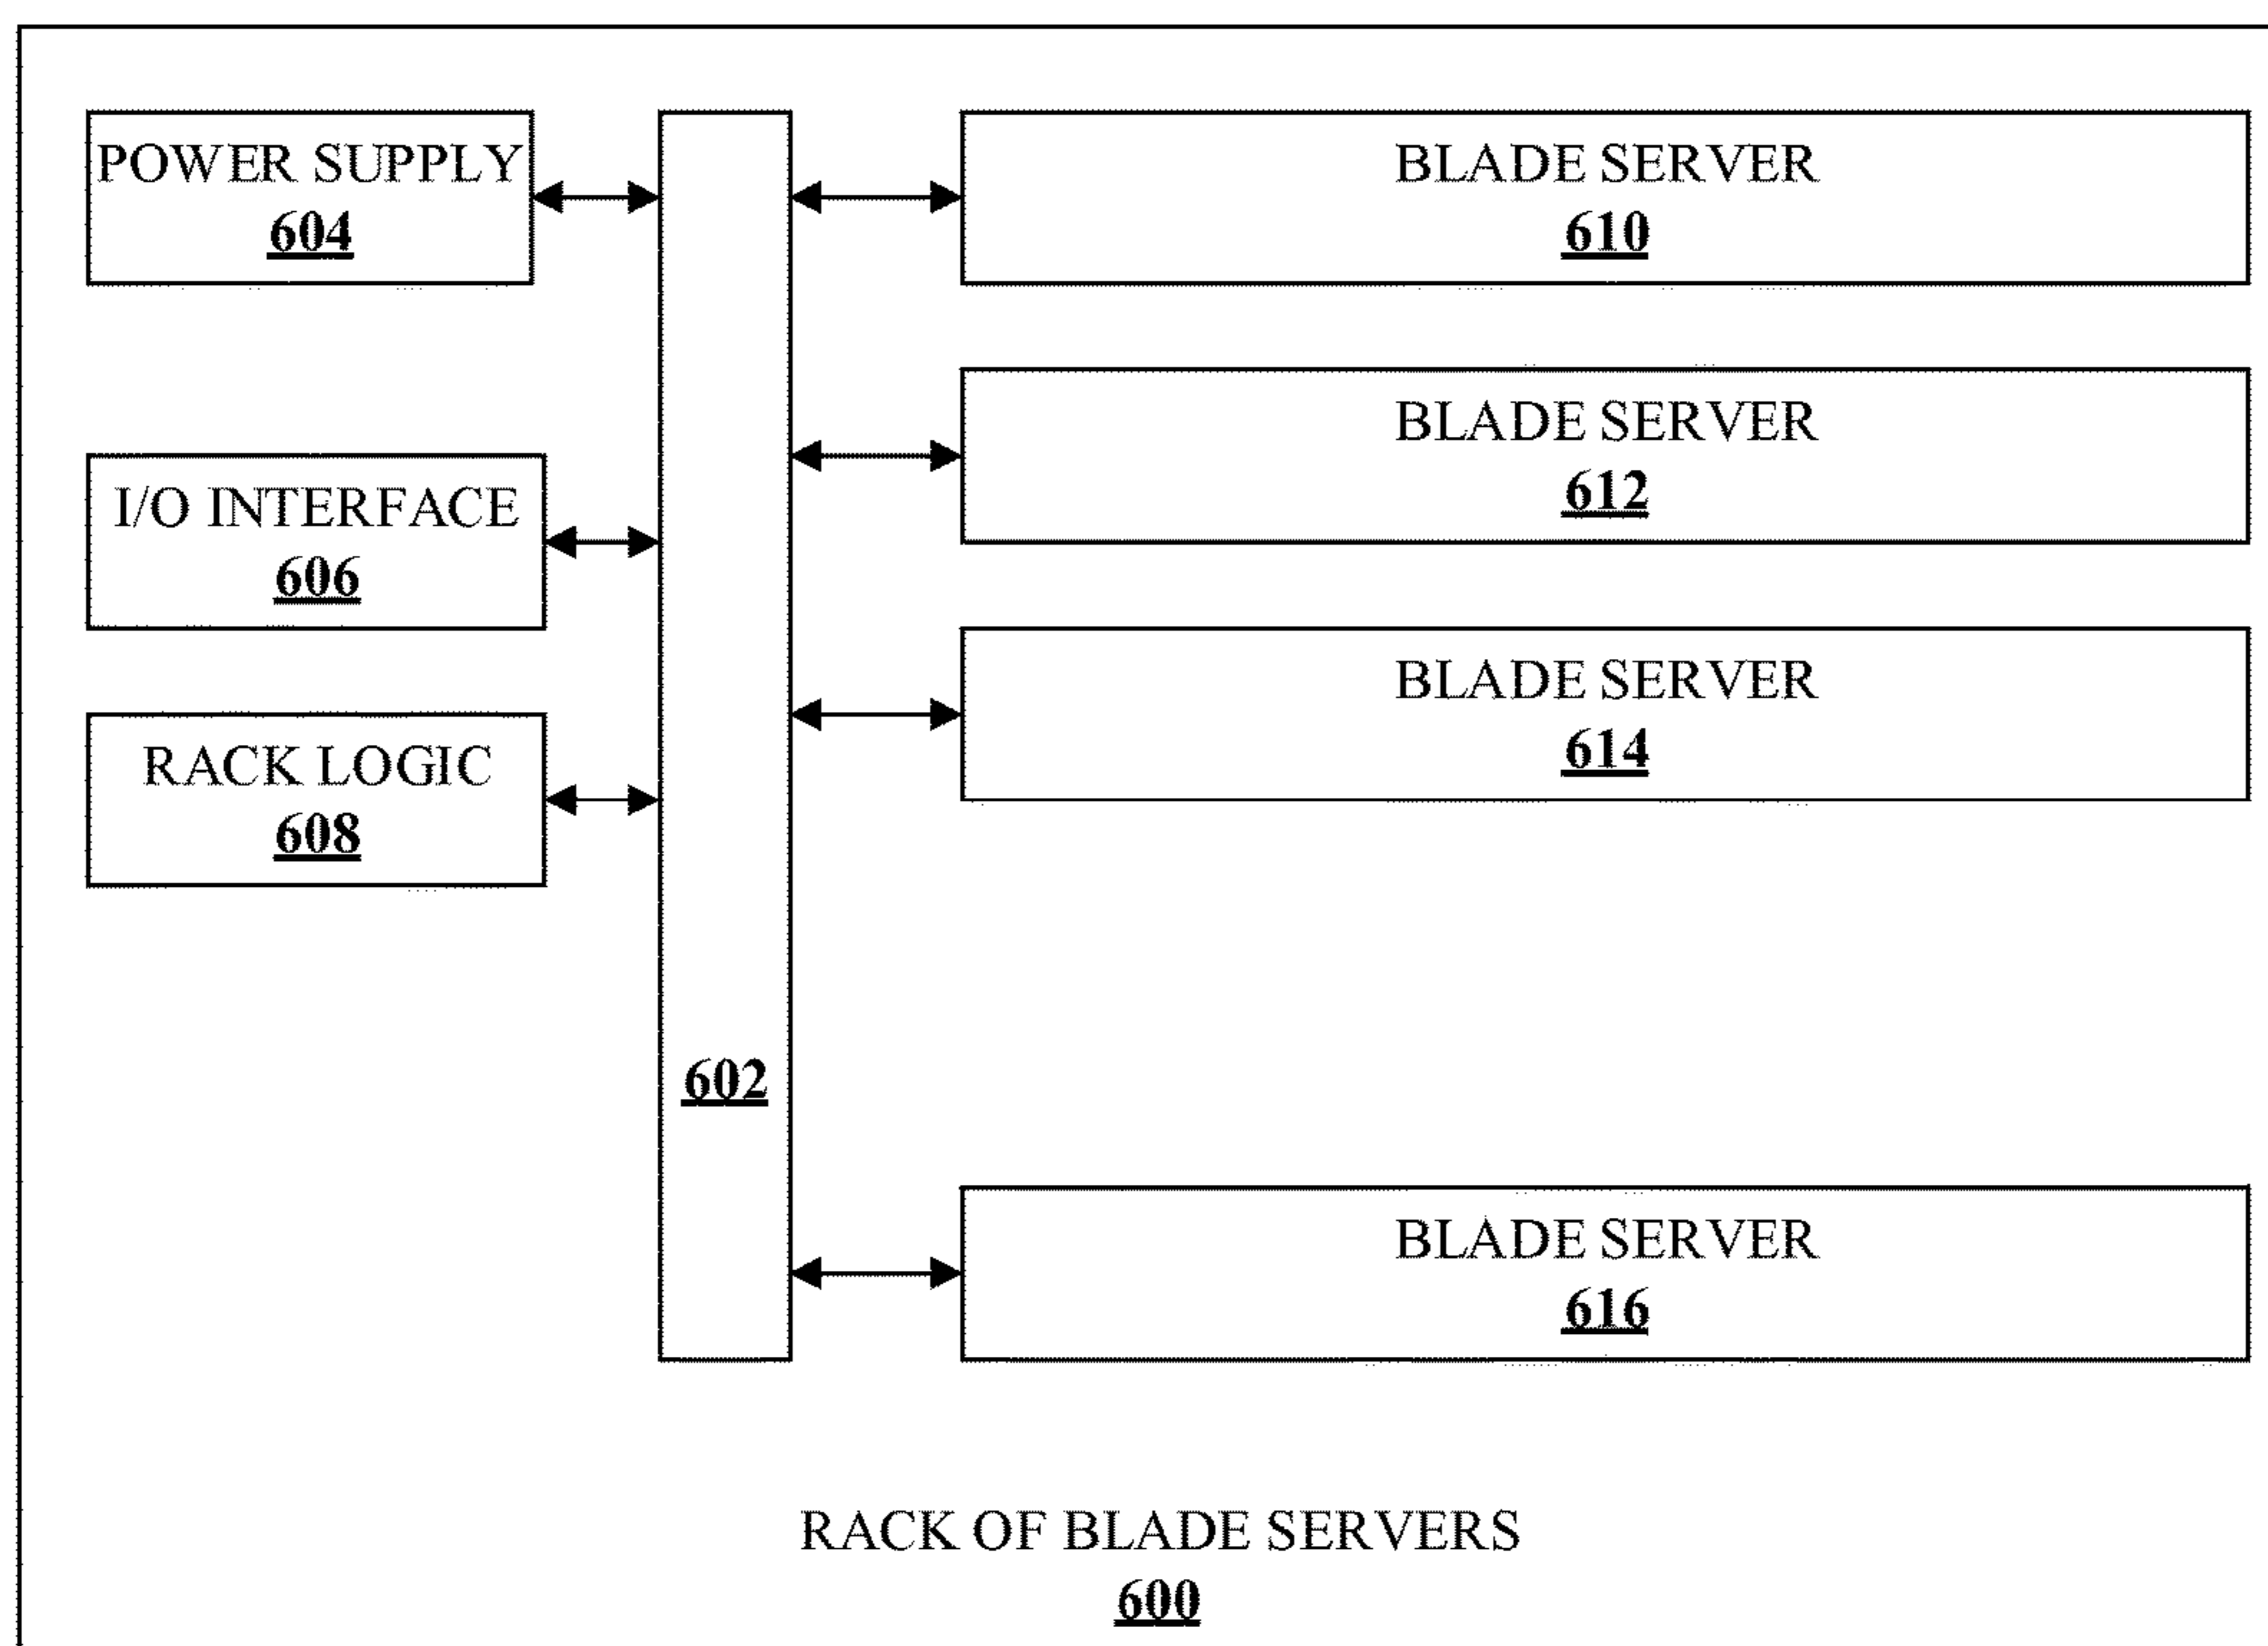 POWER SUPPLY
604
I/O INTERFACE
606
RACK LOGIC
608
602
BLADE SERVER
610
BLADE SERVER
612
BLADE SERVER
614
BLADE SERVER
616
RACK OF BLADE SERVERS
600